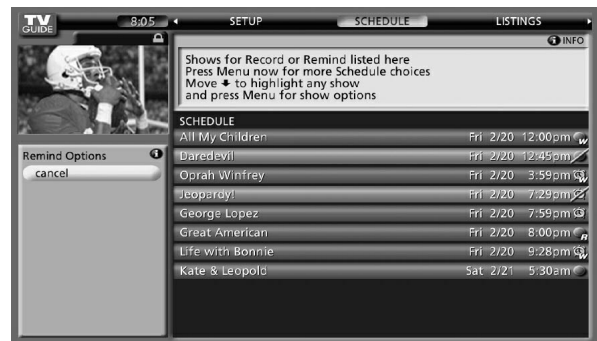 TV
GUIDE
8:05
SETUP
SCHEDULE
LISTINGS
INFO
Shows for Record or Remind listed here
Press Menu now for more Schedule choices
Move to highlight any show
and press Menu for show options
SCHEDULE
All My Children Fri 2/20 12:00pm W
Daredevil Fri 2/20 12:45pm
Oprah Winfrey Fri 2/20 3:59pm W
Jeopardy! Fri 2/20 7:29pm
George Lopez Fri 2/20 7:59pm
Great American Fri 2/20 8:00pm R
Life with Bonnie Fri 2/20 9:28pm W
Kate & Leopold Sat 2/21 5:30am
Remind Options
cancel